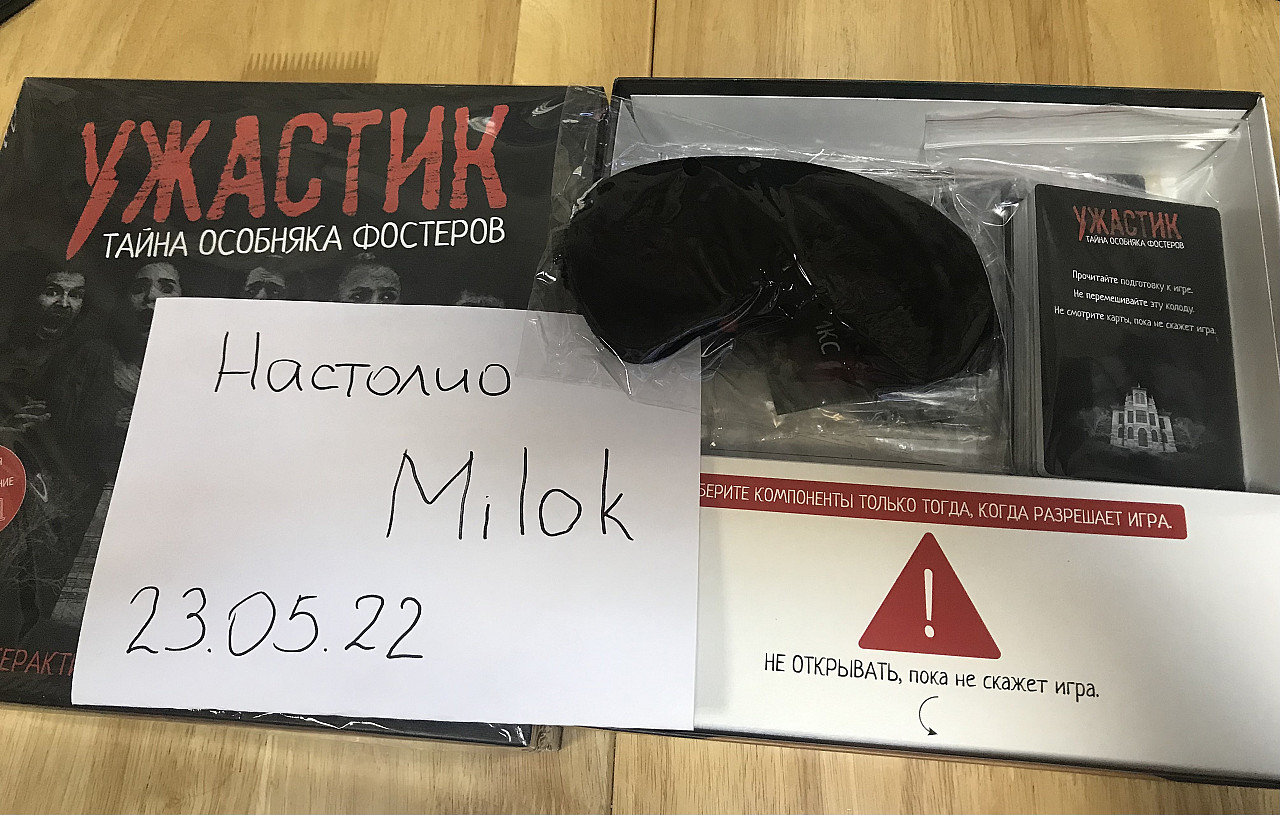 УЖАСТИК
ТАЙНА ОСОБНЯКА ФОСТЕРОВ
Настолио
Milok
23.05.22
УЖАСТИК
ТАЙНА ОСОБНЯКА ФОСТЕРОВ
Прочитайте подготовку к игре.
Не перемешивайте эту колоду.
Не смотрите карты, пока не скажет игра.
БЕРИТЕ КОМПОНЕНТЫ ТОЛЬКО ТОГДА, КОГДА РАЗРЕШАЕТ ИГРА.
!
НЕ ОТКРЫВАТЬ, пока не скажет игра.